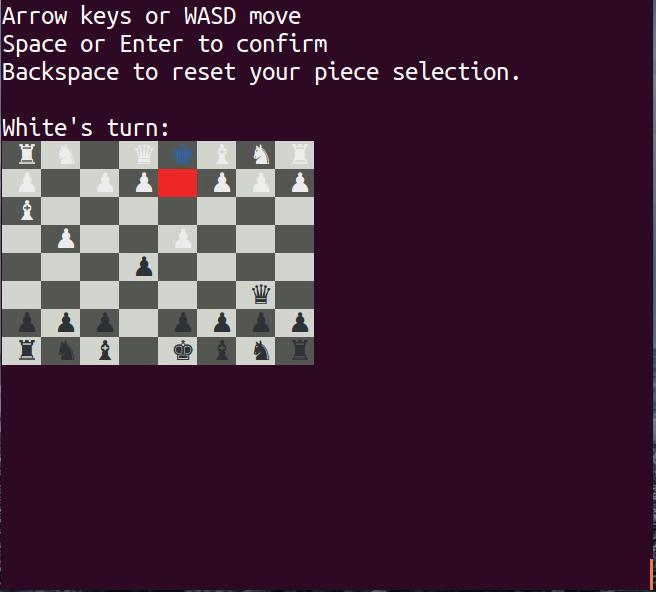 Arrow keys or WASD move
Space or Enter to confirm
Backspace to reset your piece selection.
White's turn: